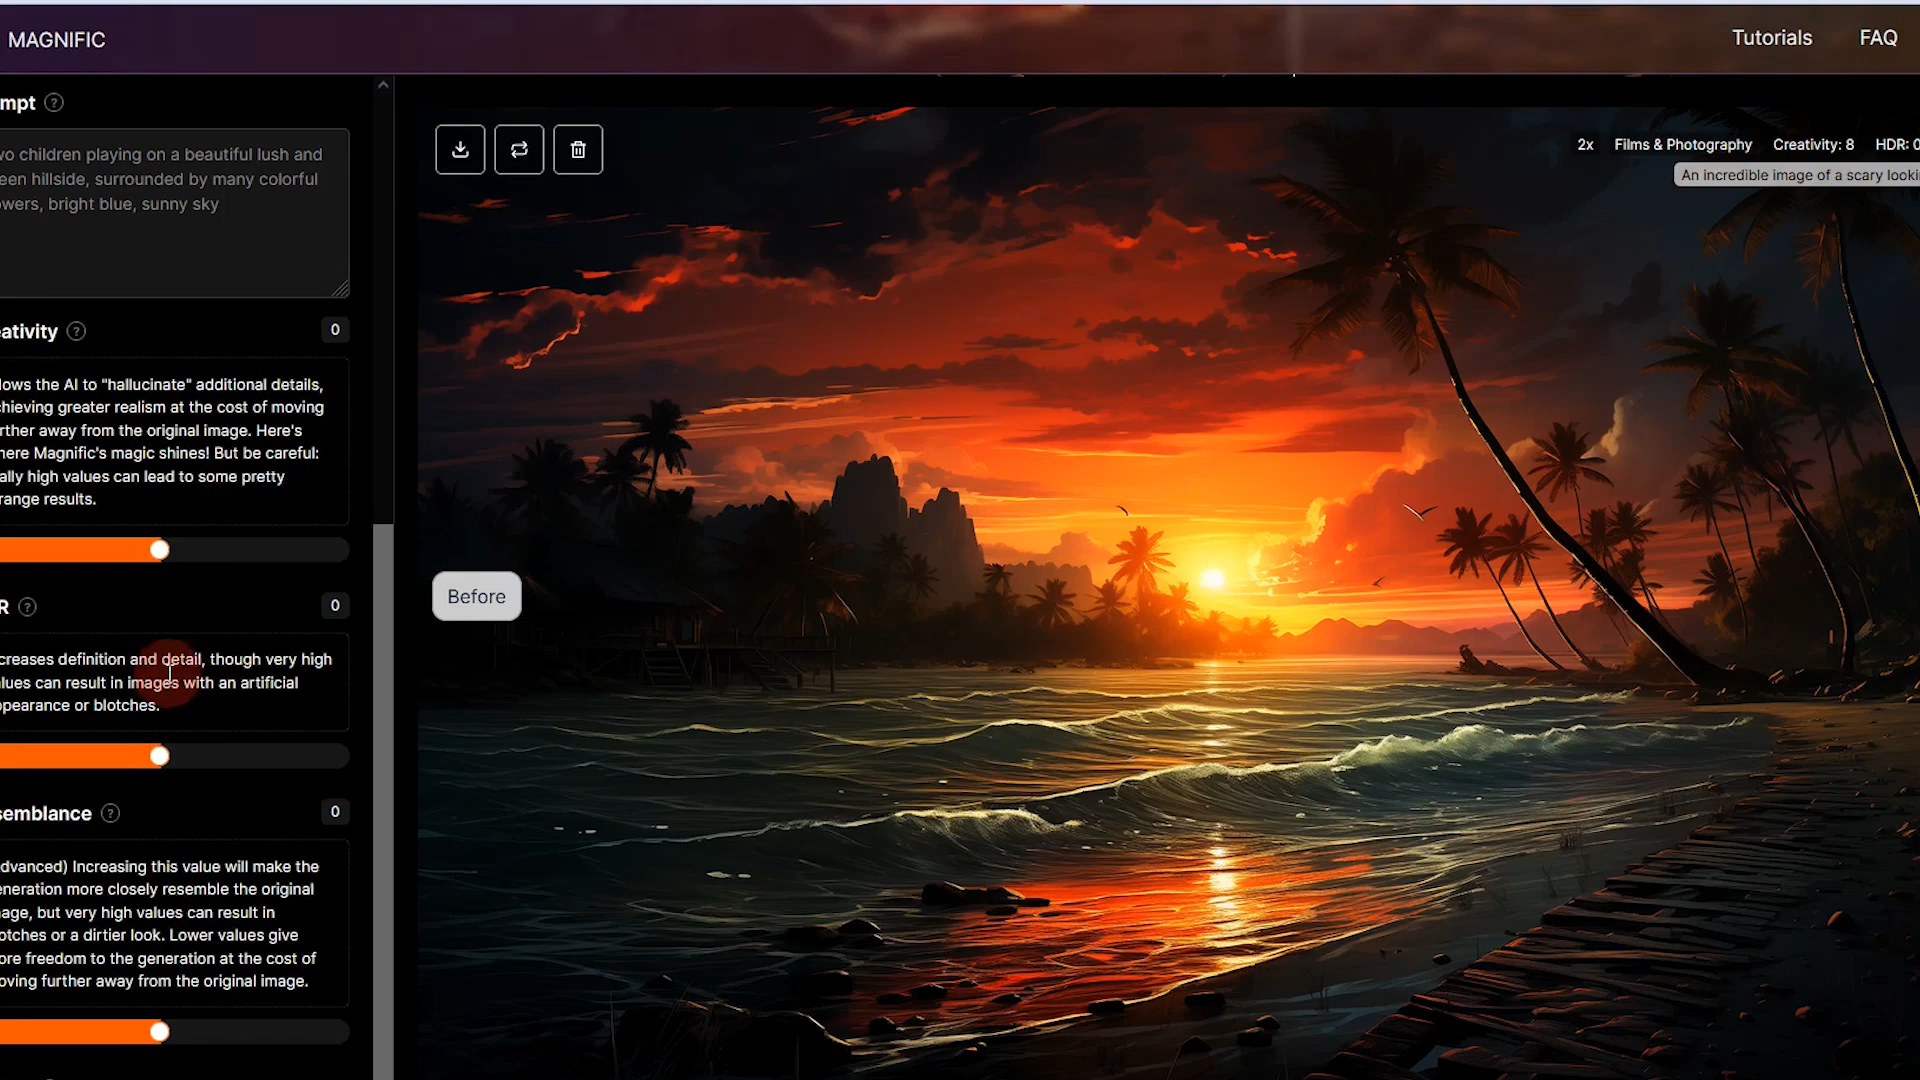 MAGNIFIC
Tutorials
FAQ
mpt ?
vo children playing on a beautiful lush and
een hillside, surrounded by many colorful
owers, bright blue, sunny sky
eativity ? 0
lows the AI to "hallucinate" additional details,
chieving greater realism at the cost of moving
rther away from the original image. Here's
here Magnific's magic shines! But be careful:
ally high values can lead to some pretty
range results.
R ? 0
creases definition and detail, though very high
lues can result in images with an artificial
ppearance or blotches.
semblance ? 0
dvanced) Increasing this value will make the
eneration more closely resemble the original
age, but very high values can result in
otches or a dirtier look. Lower values give
ore freedom to the generation at the cost of
oving further away from the original image.
2x Films & Photography Creativity: 8 HDR: 0
An incredible image of a scary looki
Before